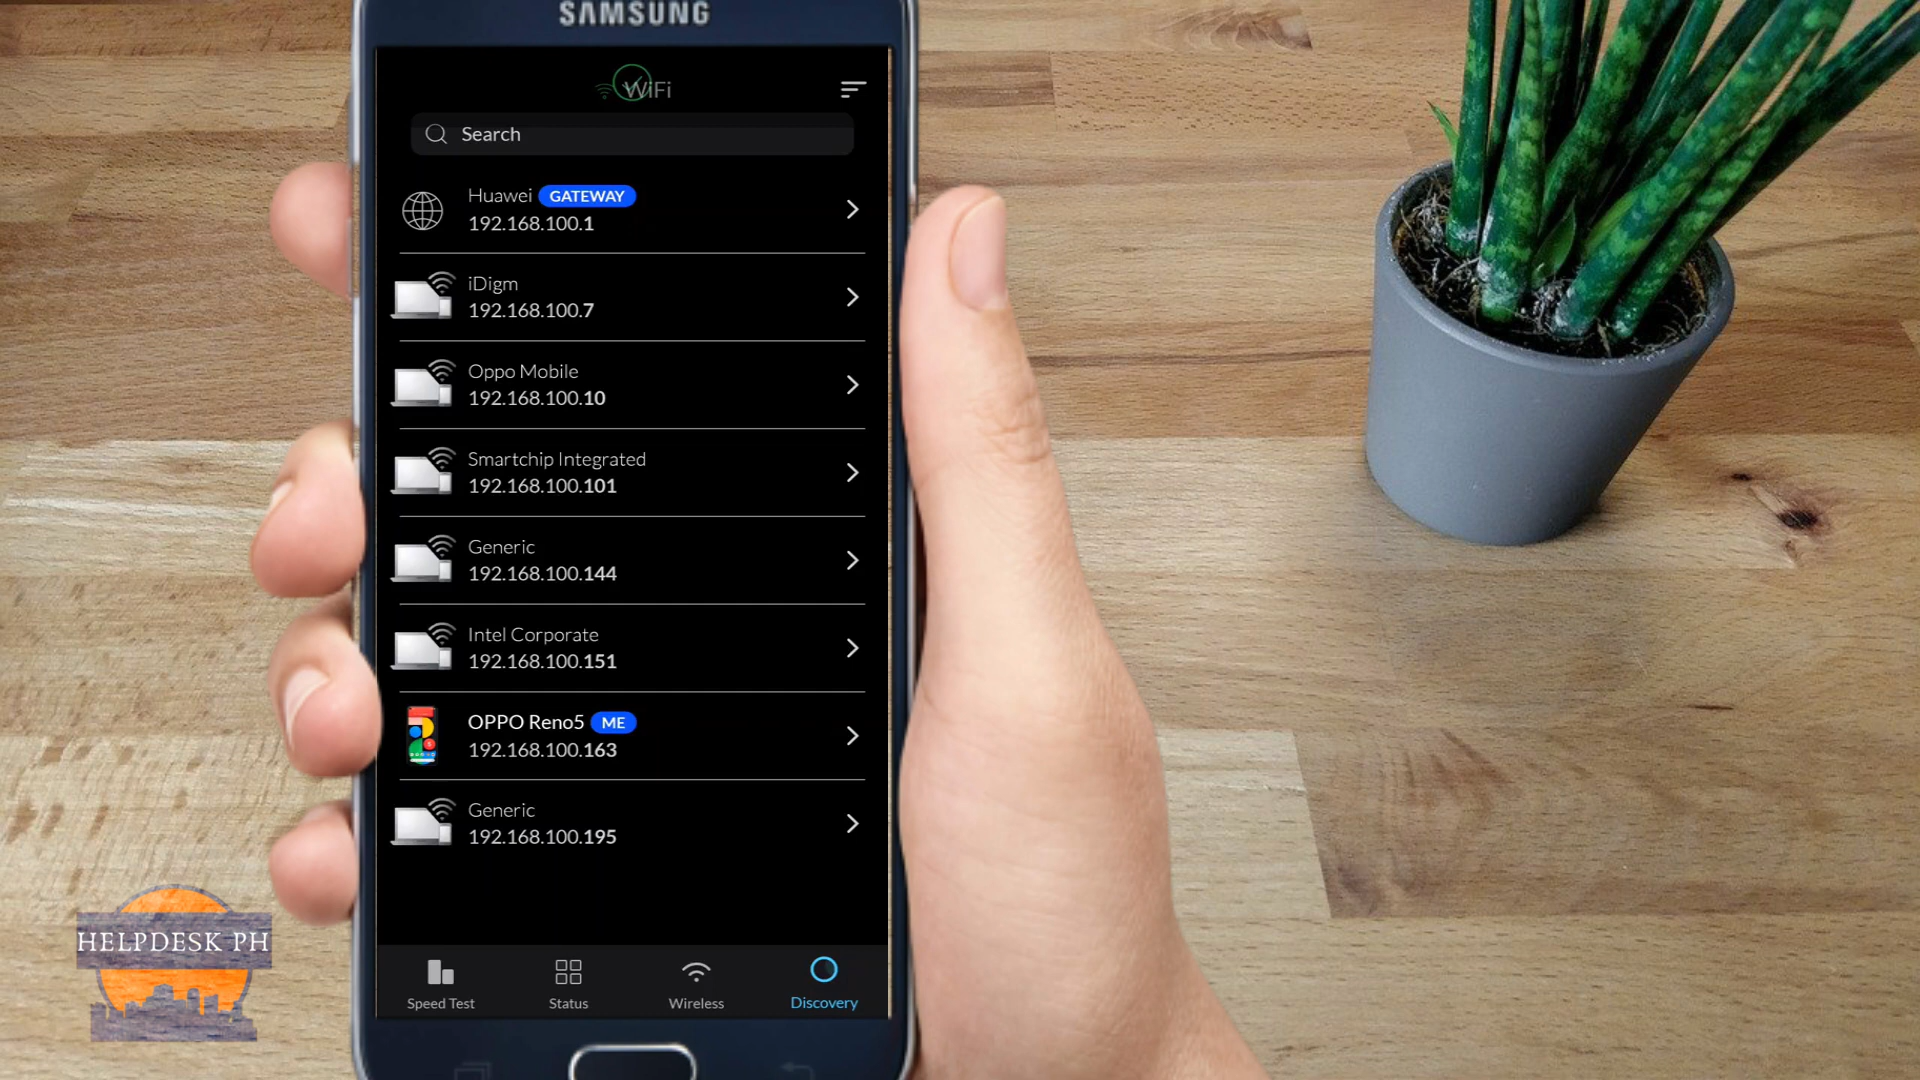 SAMSUNG
WiFi
Search
Huawei GATEWAY
192.168.100.1
iDigm
192.168.100.7
Oppo Mobile
192.168.100.10
Smartchip Integrated
192.168.100.101
Generic
192.168.100.144
Intel Corporate
192.168.100.151
OPPO Reno5 ME
192.168.100.163
Generic
192.168.100.195
Speed Test
Status
Wireless
Discovery
HELPDESK PH